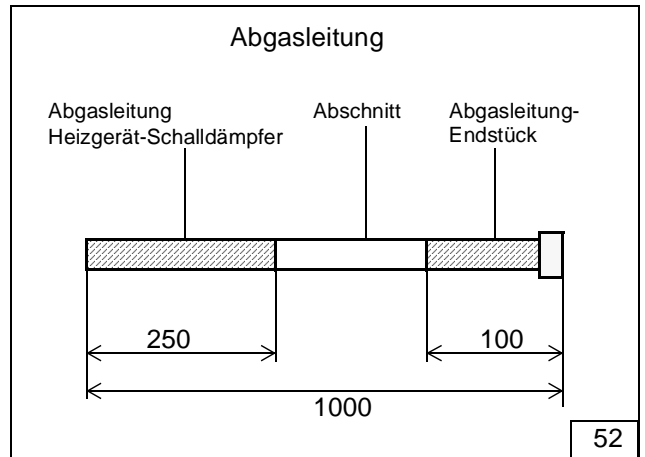 Abgasleitung
Abgasleitung
Heizgerät-Schalldämpfer
Abschnitt
Abgasleitung-
Endstück
250
100
1000
52